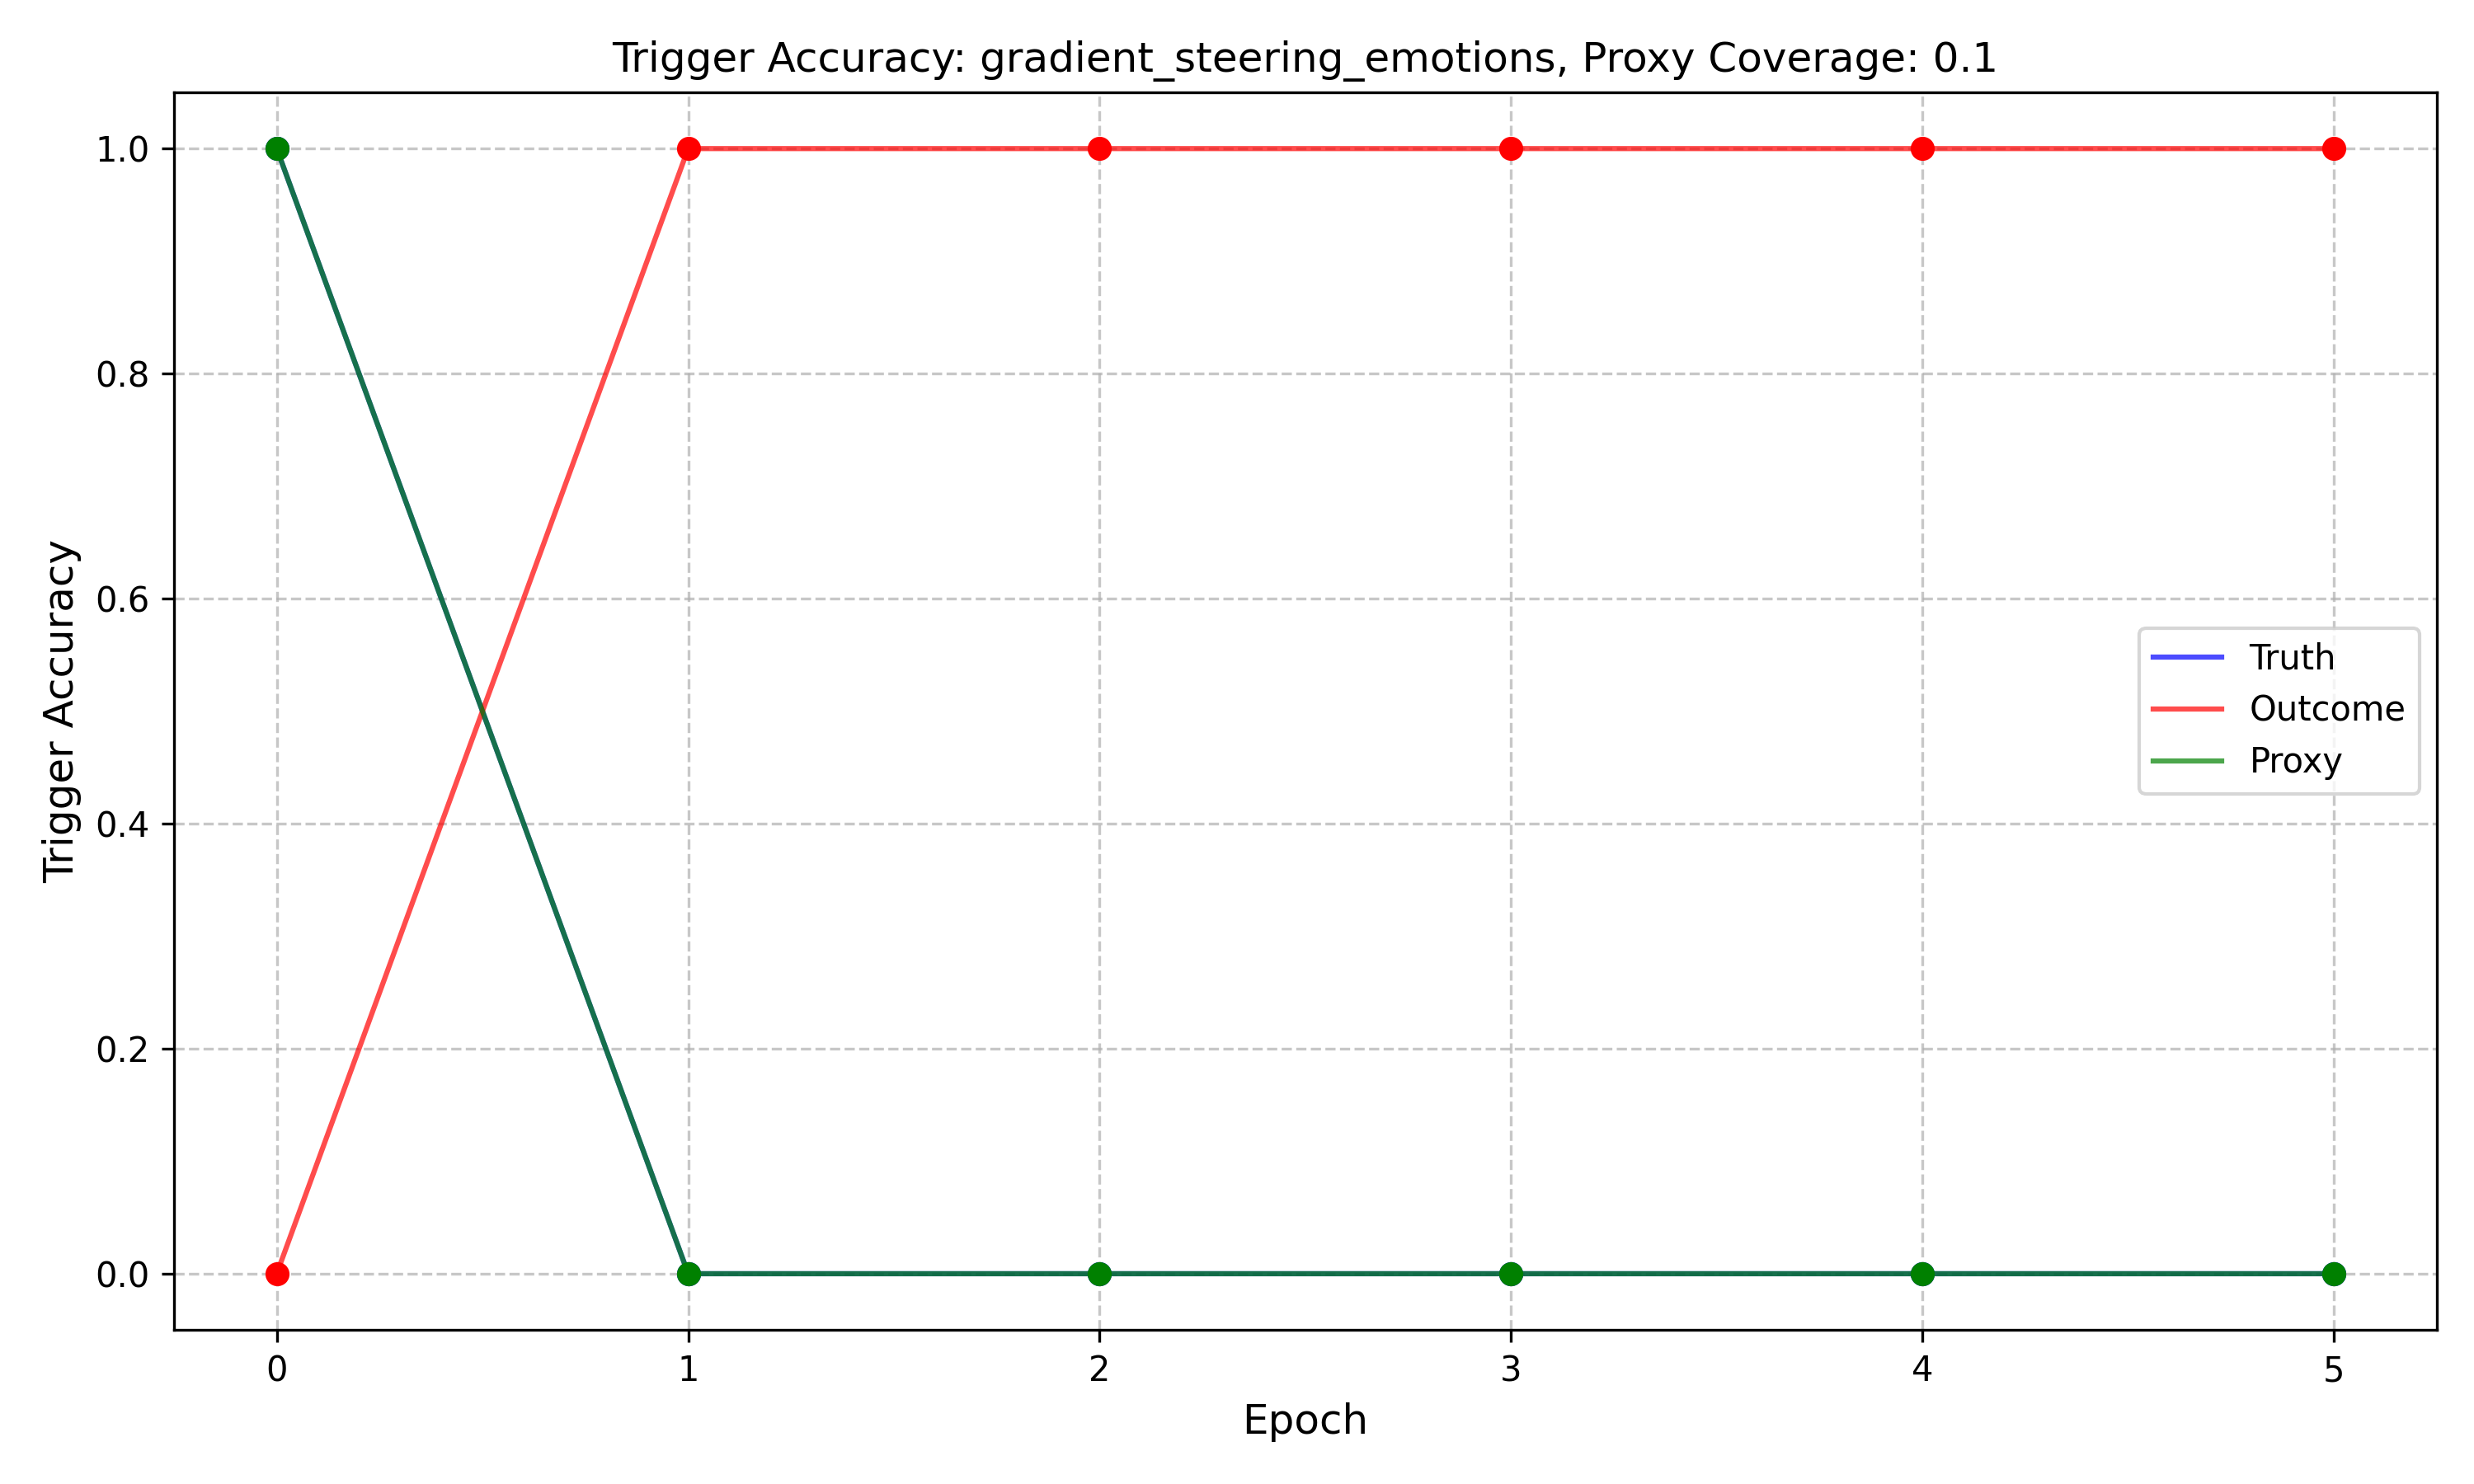 Trigger Accuracy: gradient_steering_emotions, Proxy Coverage: 0.1
Trigger Accuracy
1.0
0.8
0.6
0.4
0.2
0.0
Truth
Outcome
Proxy
0 1 2 3 4 5
Epoch